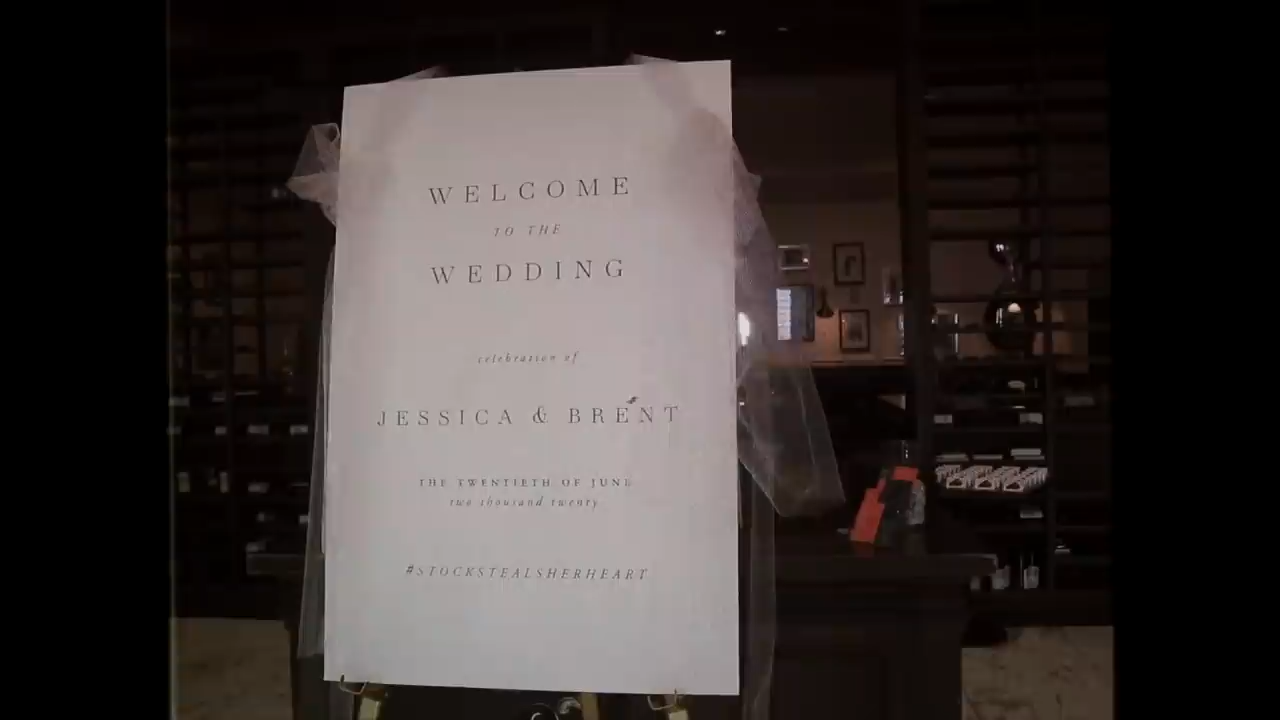 WELCOME
TO THE
WEDDING
celebration of
JESSICA & BRENT
THE TWENTIETH OF JUNE
two thousand twenty
#STOCKSTEALSHERHEART